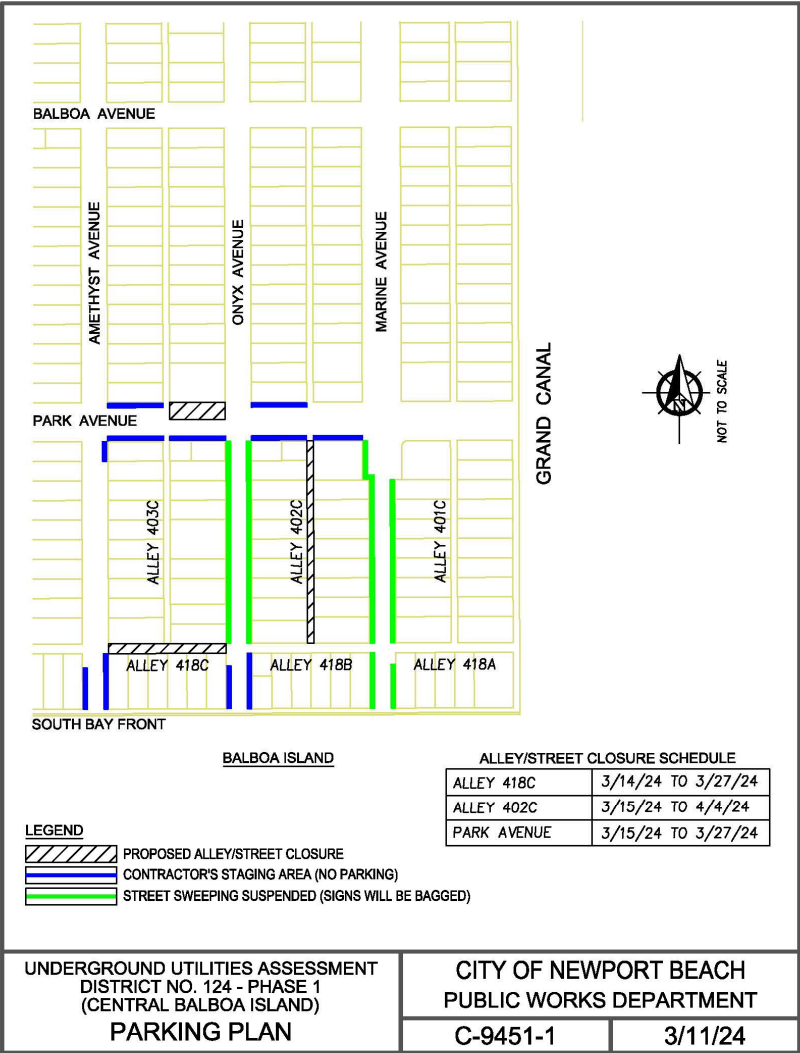 BALBOA AVENUE
AMETHYST AVENUE
ONYX AVENUE
MARINE AVENUE
GRAND CANAL
N
NOT TO SCALE
PARK AVENUE
ALLEY 403C
ALLEY 402C
ALLEY 401C
ALLEY 418C
ALLEY 418B
ALLEY 418A
SOUTH BAY FRONT
BALBOA ISLAND
ALLEY/STREET CLOSURE SCHEDULE
ALLEY 418C 3/14/24 TO 3/27/24
ALLEY 402C 3/15/24 TO 4/4/24
PARK AVENUE 3/15/24 TO 3/27/24
LEGEND
PROPOSED ALLEY/STREET CLOSURE
CONTRACTOR'S STAGING AREA (NO PARKING)
STREET SWEEPING SUSPENDED (SIGNS WILL BE BAGGED)
UNDERGROUND UTILITIES ASSESSMENT
DISTRICT NO. 124 - PHASE 1
(CENTRAL BALBOA ISLAND)
PARKING PLAN
CITY OF NEWPORT BEACH
PUBLIC WORKS DEPARTMENT
C-9451-1
3/11/24